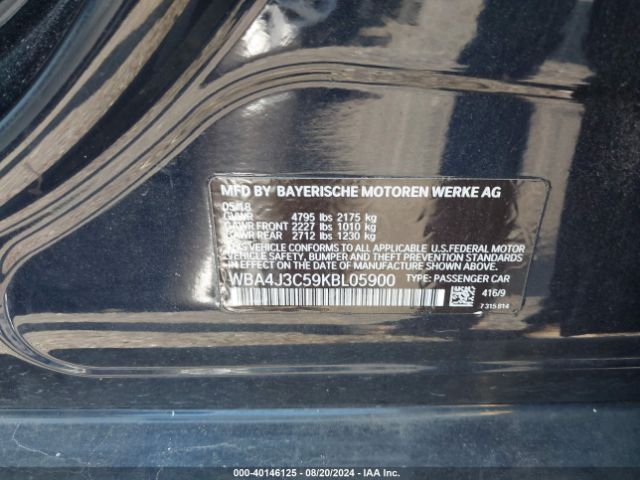 MFD BY BAYERISCHE MOTOREN WERKE AG
05/18
GVWR 4795 lbs 2175 kg
GAWR FRONT 2227 lbs 1010 kg
GAWR REAR 2712 lbs 1230 kg
THIS VEHICLE CONFORMS TO ALL APPLICABLE U.S.FEDERAL MOTOR
VEHICLE SAFETY, BUMPER AND THEFT PREVENTION STANDARDS IN
EFFECT ON THE DATE OF MANUFACTURE SHOWN ABOVE.
WBA4J3C59KBL05900 TYPE: PASSENGER CAR
416/9
7 315 814
000-40146125 | 08/20/2024 | IAA Inc.